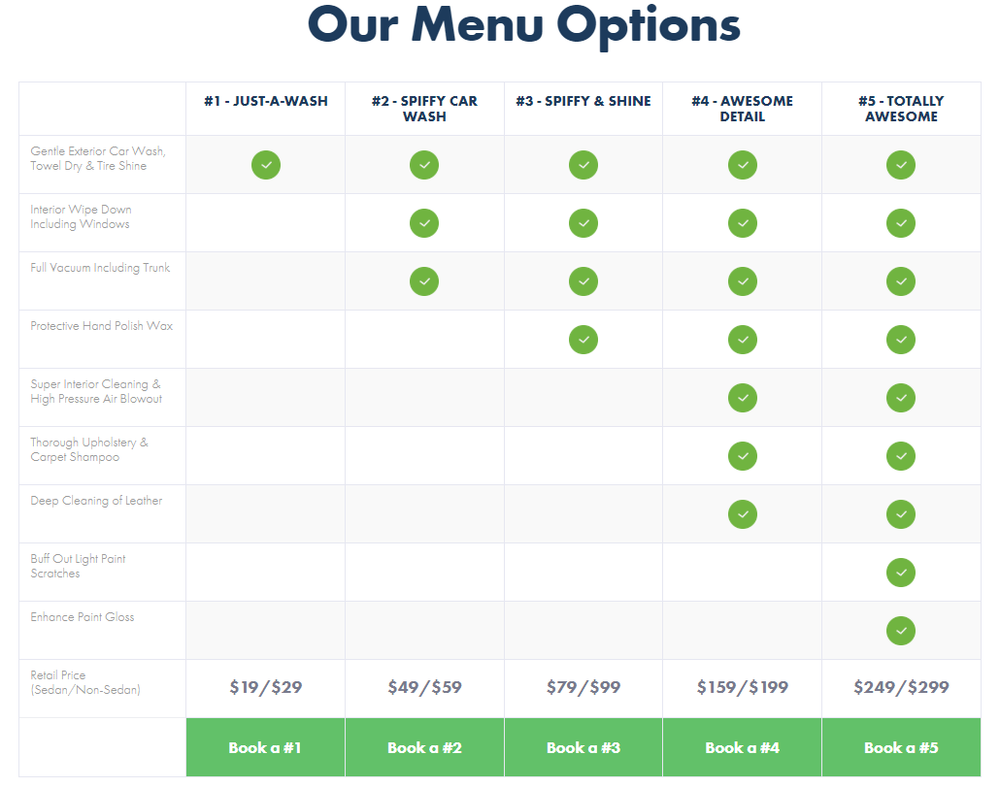 Our Menu Options
#1 - JUST-A-WASH
#2 - SPIFFY CAR
WASH
#3 - SPIFFY & SHINE
#4 - AWESOME
DETAIL
#5 - TOTALLY
AWESOME
Gentle Exterior Car Wash,
Towel Dry & Tire Shine
Interior Wipe Down
Including Windows
Full Vacuum Including Trunk
Protective Hand Polish Wax
Super Interior Cleaning &
High Pressure Air Blowout
Thorough Upholstery &
Carpet Shampoo
Deep Cleaning of Leather
Buff Out Light Paint
Scratches
Enhance Paint Gloss
Retail Price
(Sedan/Non-Sedan)
$19/$29
$49/$59
$79/$99
$159/$199
$249/$299
Book a #1
Book a #2
Book a #3
Book a #4
Book a #5